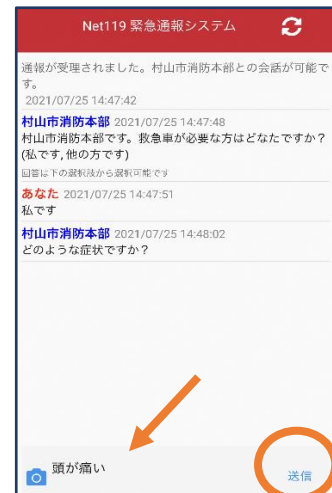 Net119 緊急通報システム
通報が受理されました。村山市消防本部との会話が可能で
す。
2021/07/25 14:47:42
村山市消防本部 2021/07/25 14:47:48
村山市消防本部です。救急車が必要な方はどなたですか？
(私です,他の方です)
回答は下の選択肢から選択可能です
あなた 2021/07/25 14:47:51
私です
村山市消防本部 2021/07/25 14:48:02
どのような症状ですか？
頭が痛い
送信